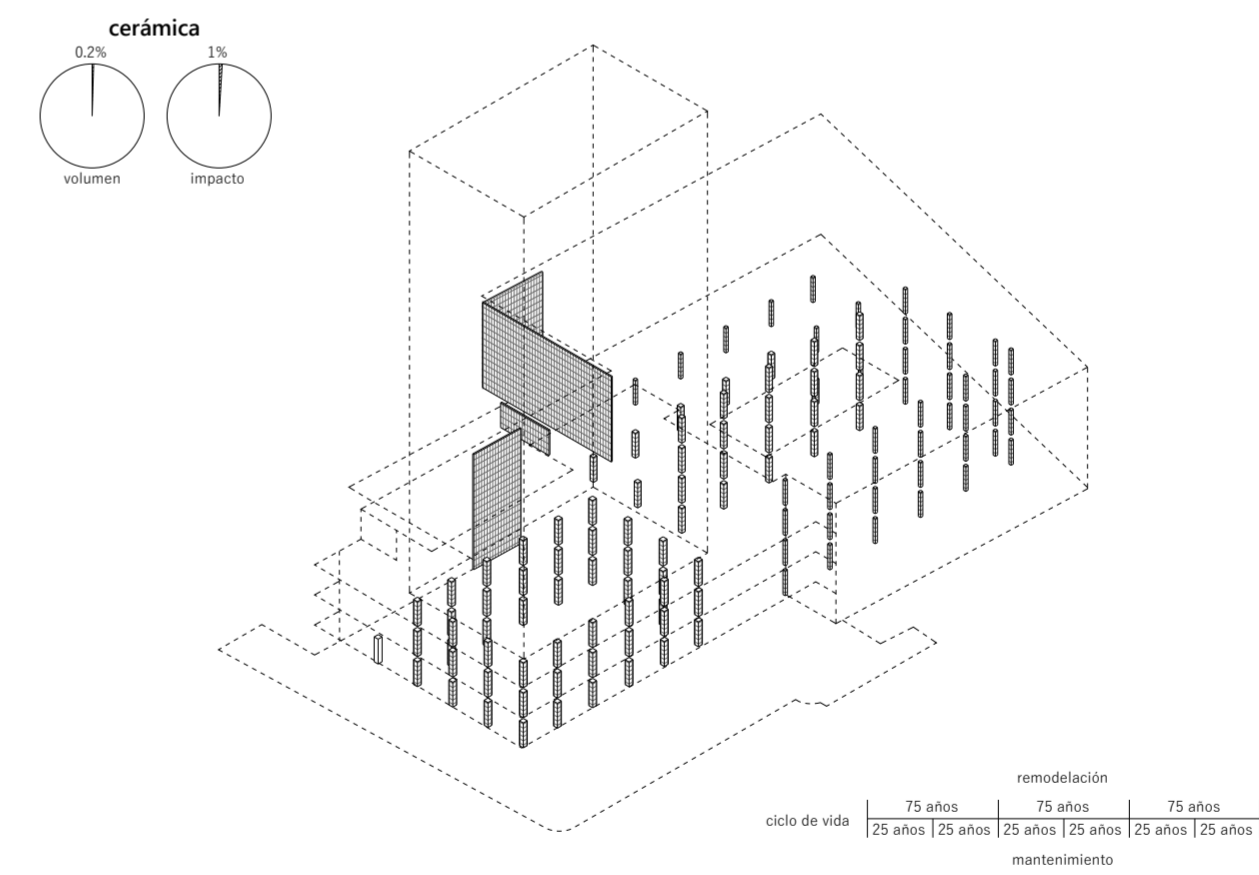 cerámica
0.2% 1%
volumen impacto
remodelación
75 años 75 años 75 años
ciclo de vida
25 años 25 años 25 años 25 años 25 años 25 años
mantenimiento